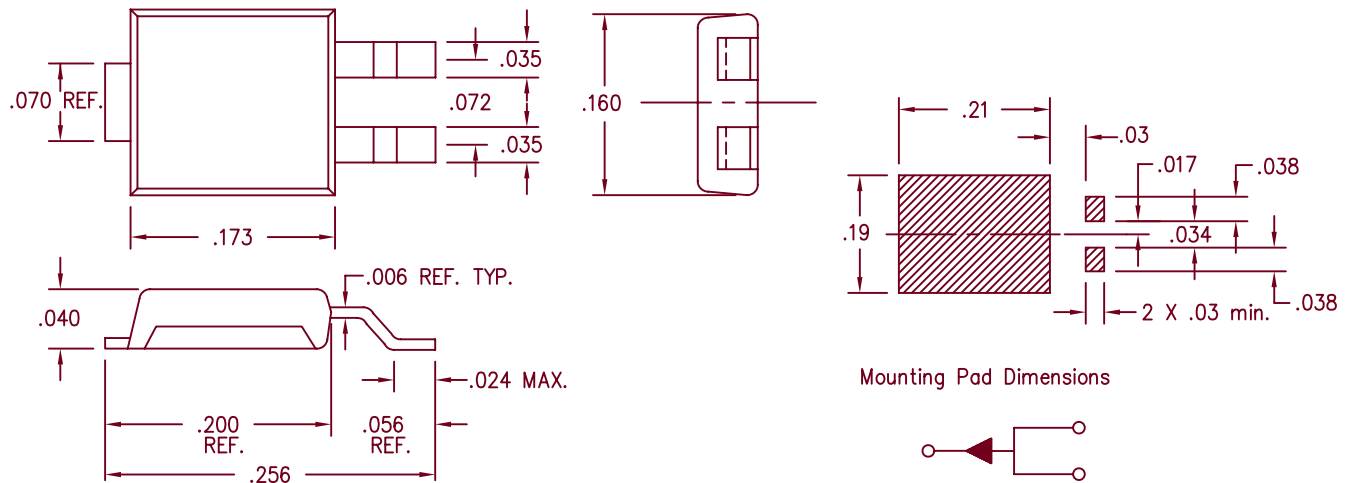 .035
.070 REF.
.072
.035
.173
.160
.21
.03
.017
.038
.19
.034
.038
2 X .03 min.
.006 REF. TYP.
.040
.024 MAX.
.200
REF.
.056
REF.
.256
Mounting Pad Dimensions